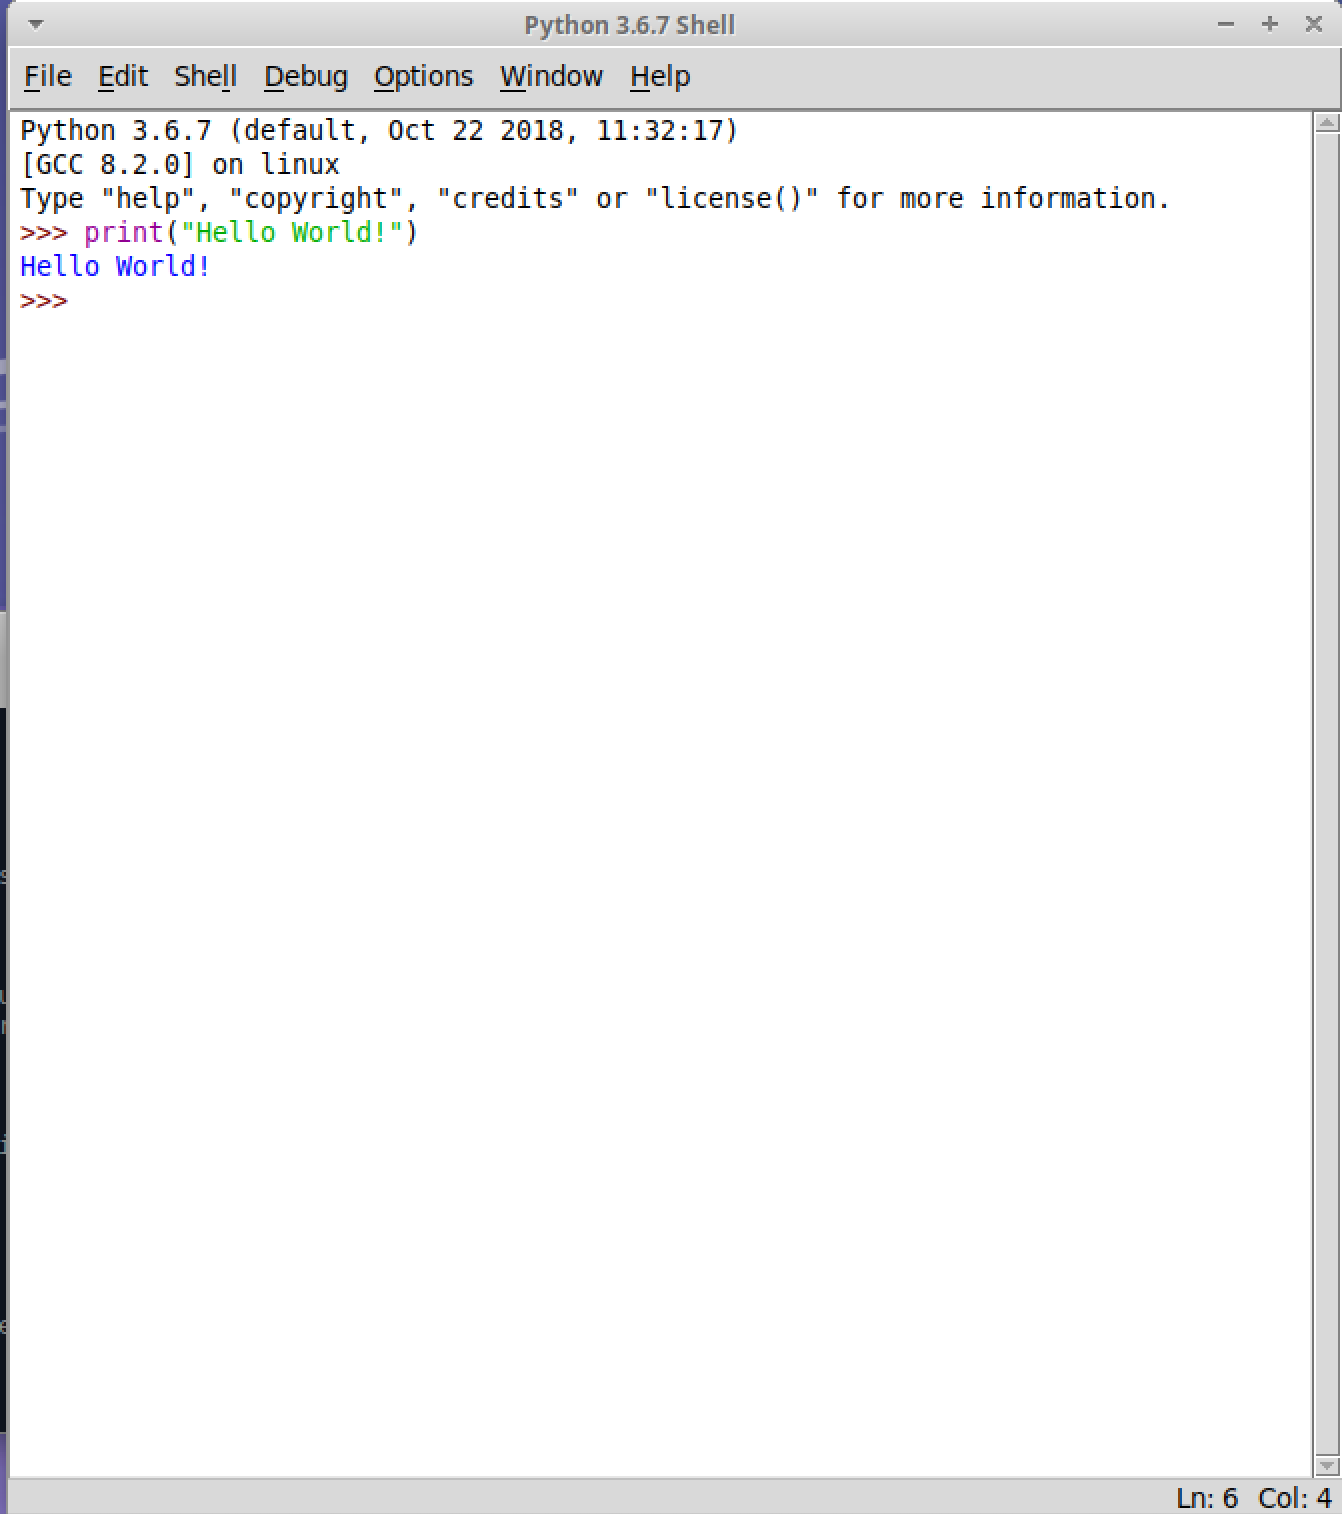 Python 3.6.7 Shell
File Edit Shell Debug Options Window Help
Python 3.6.7 (default, Oct 22 2018, 11:32:17)
[GCC 8.2.0] on linux
Type "help", "copyright", "credits" or "license()" for more information.
>>> print("Hello World!")
Hello World!
>>>
Ln: 6 Col: 4